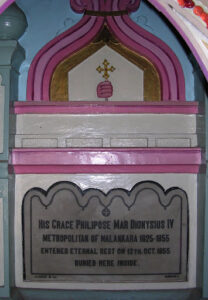 His Grace Philipose Mar Dionysius IV
Metropolitan of Malankara 1825-1855
Entered Eternal Rest on 12th Oct. 1855
Buried Here Inside.